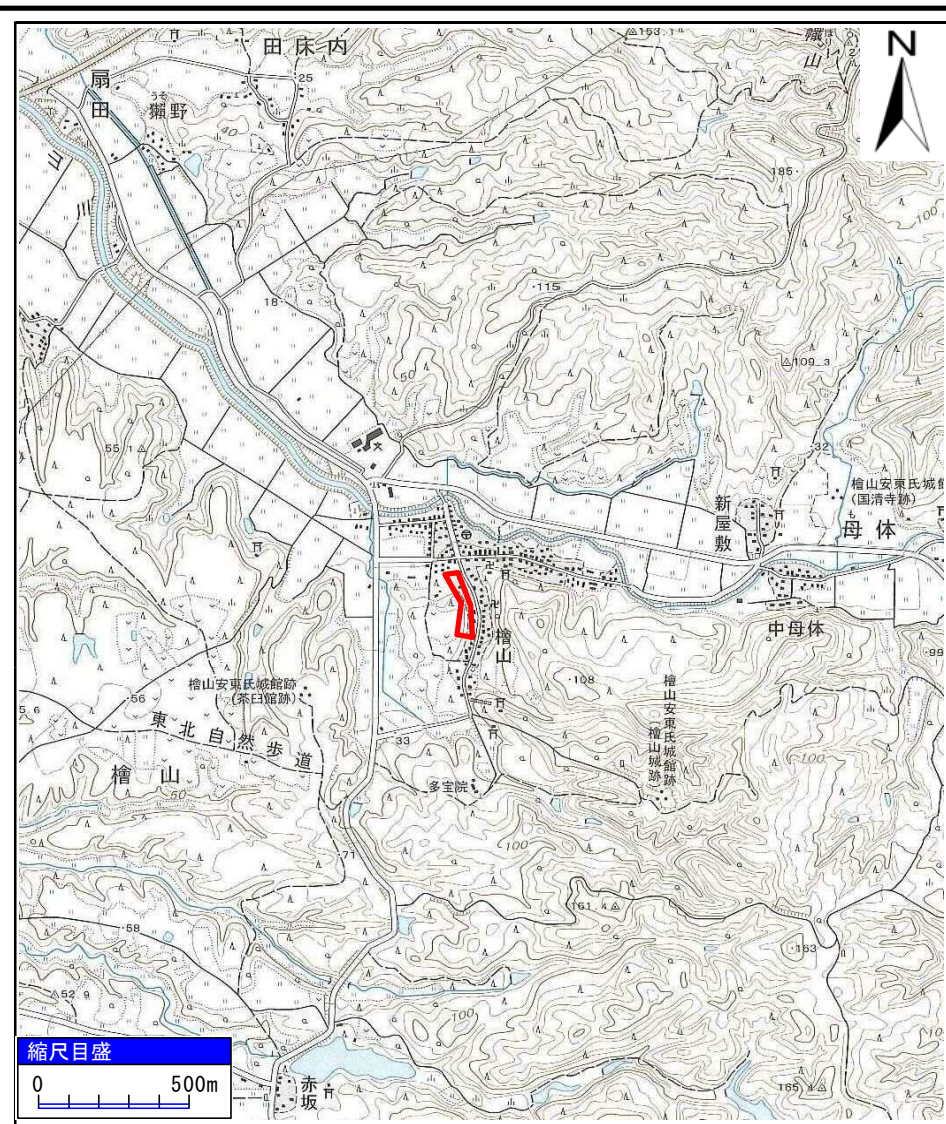 田床内
153.1
N
扇田
25
うそ
獺野
40
185
100
18
115
50
109.3
55.1
32
檜山安東氏城館
(国清寺跡)
も
母体
新屋敷
中母体
檜山
99
108
檜山安東氏城館跡
(茶臼館跡)
56
5.6
東北自然歩道
檜山安東氏城館跡
檜山城跡
33
100
檜山
多宝院
50
100
71
161.4
58
163
52.9
100
縮尺目盛
0 500m
赤坂
165.4